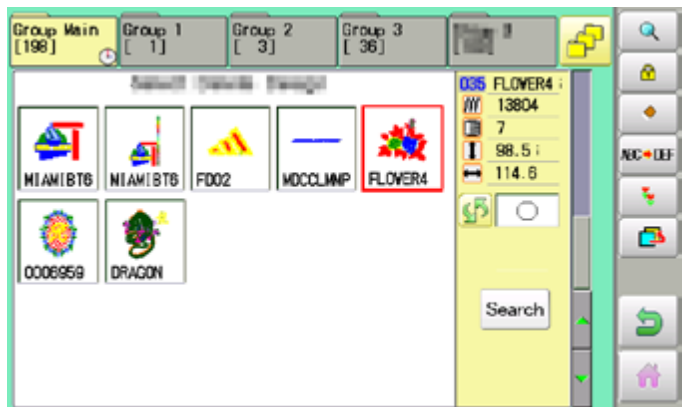 Group Main
[198]
Group 1
[ 1]
Group 2
[ 3]
Group 3
[ 36]
035 FLOWER4
13804
7
98.5
114.6
MIAMIBT6
NIAMIBT6
FD02
MDCCLMNP
FLOWER4
0006959
DRAGON
Search
ABC DEF